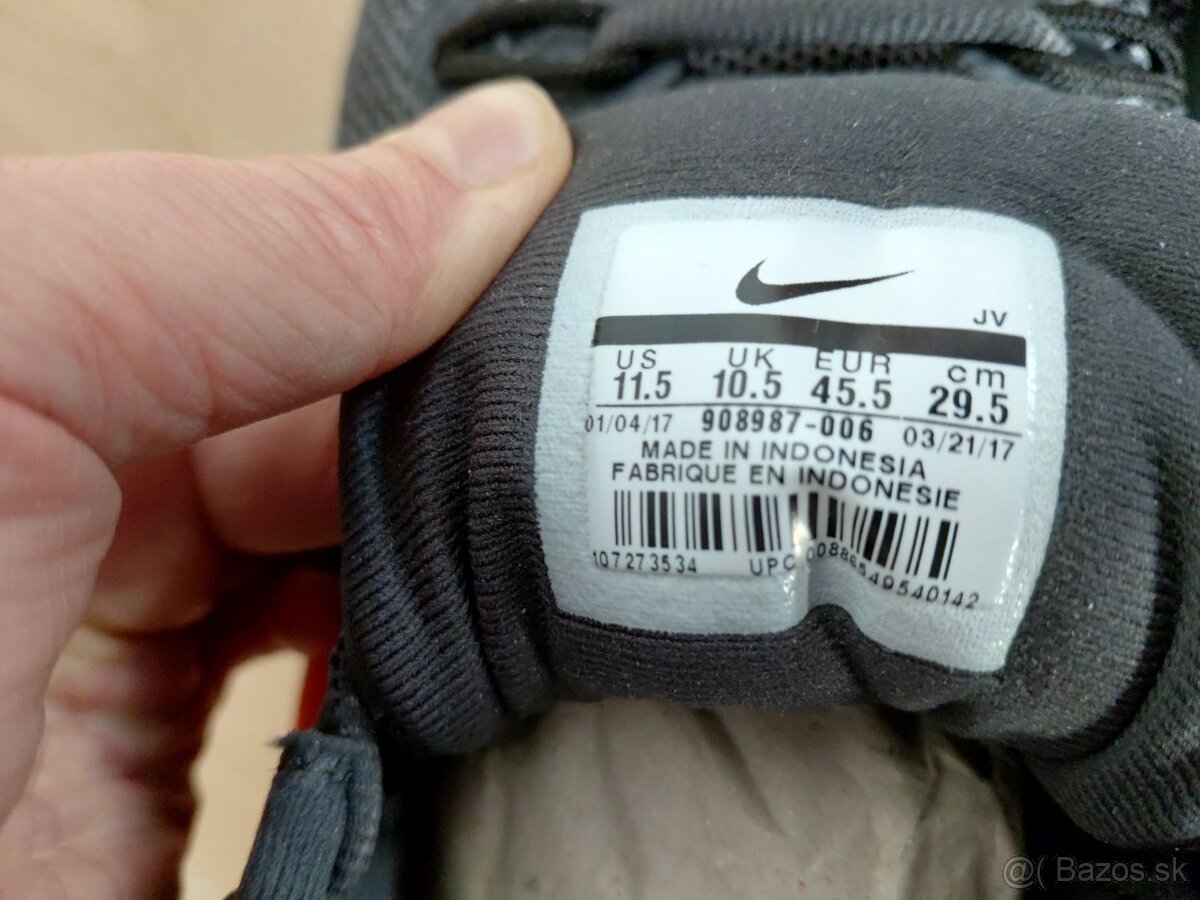 JV
US UK EUR cm
11.5 10.5 45.5 29.5
01/04/17 908987-006 03/21/17
MADE IN INDONESIA
FABRIQUE EN INDONESIE
107273534 UPC 00886549540142
@( Bazos.sk